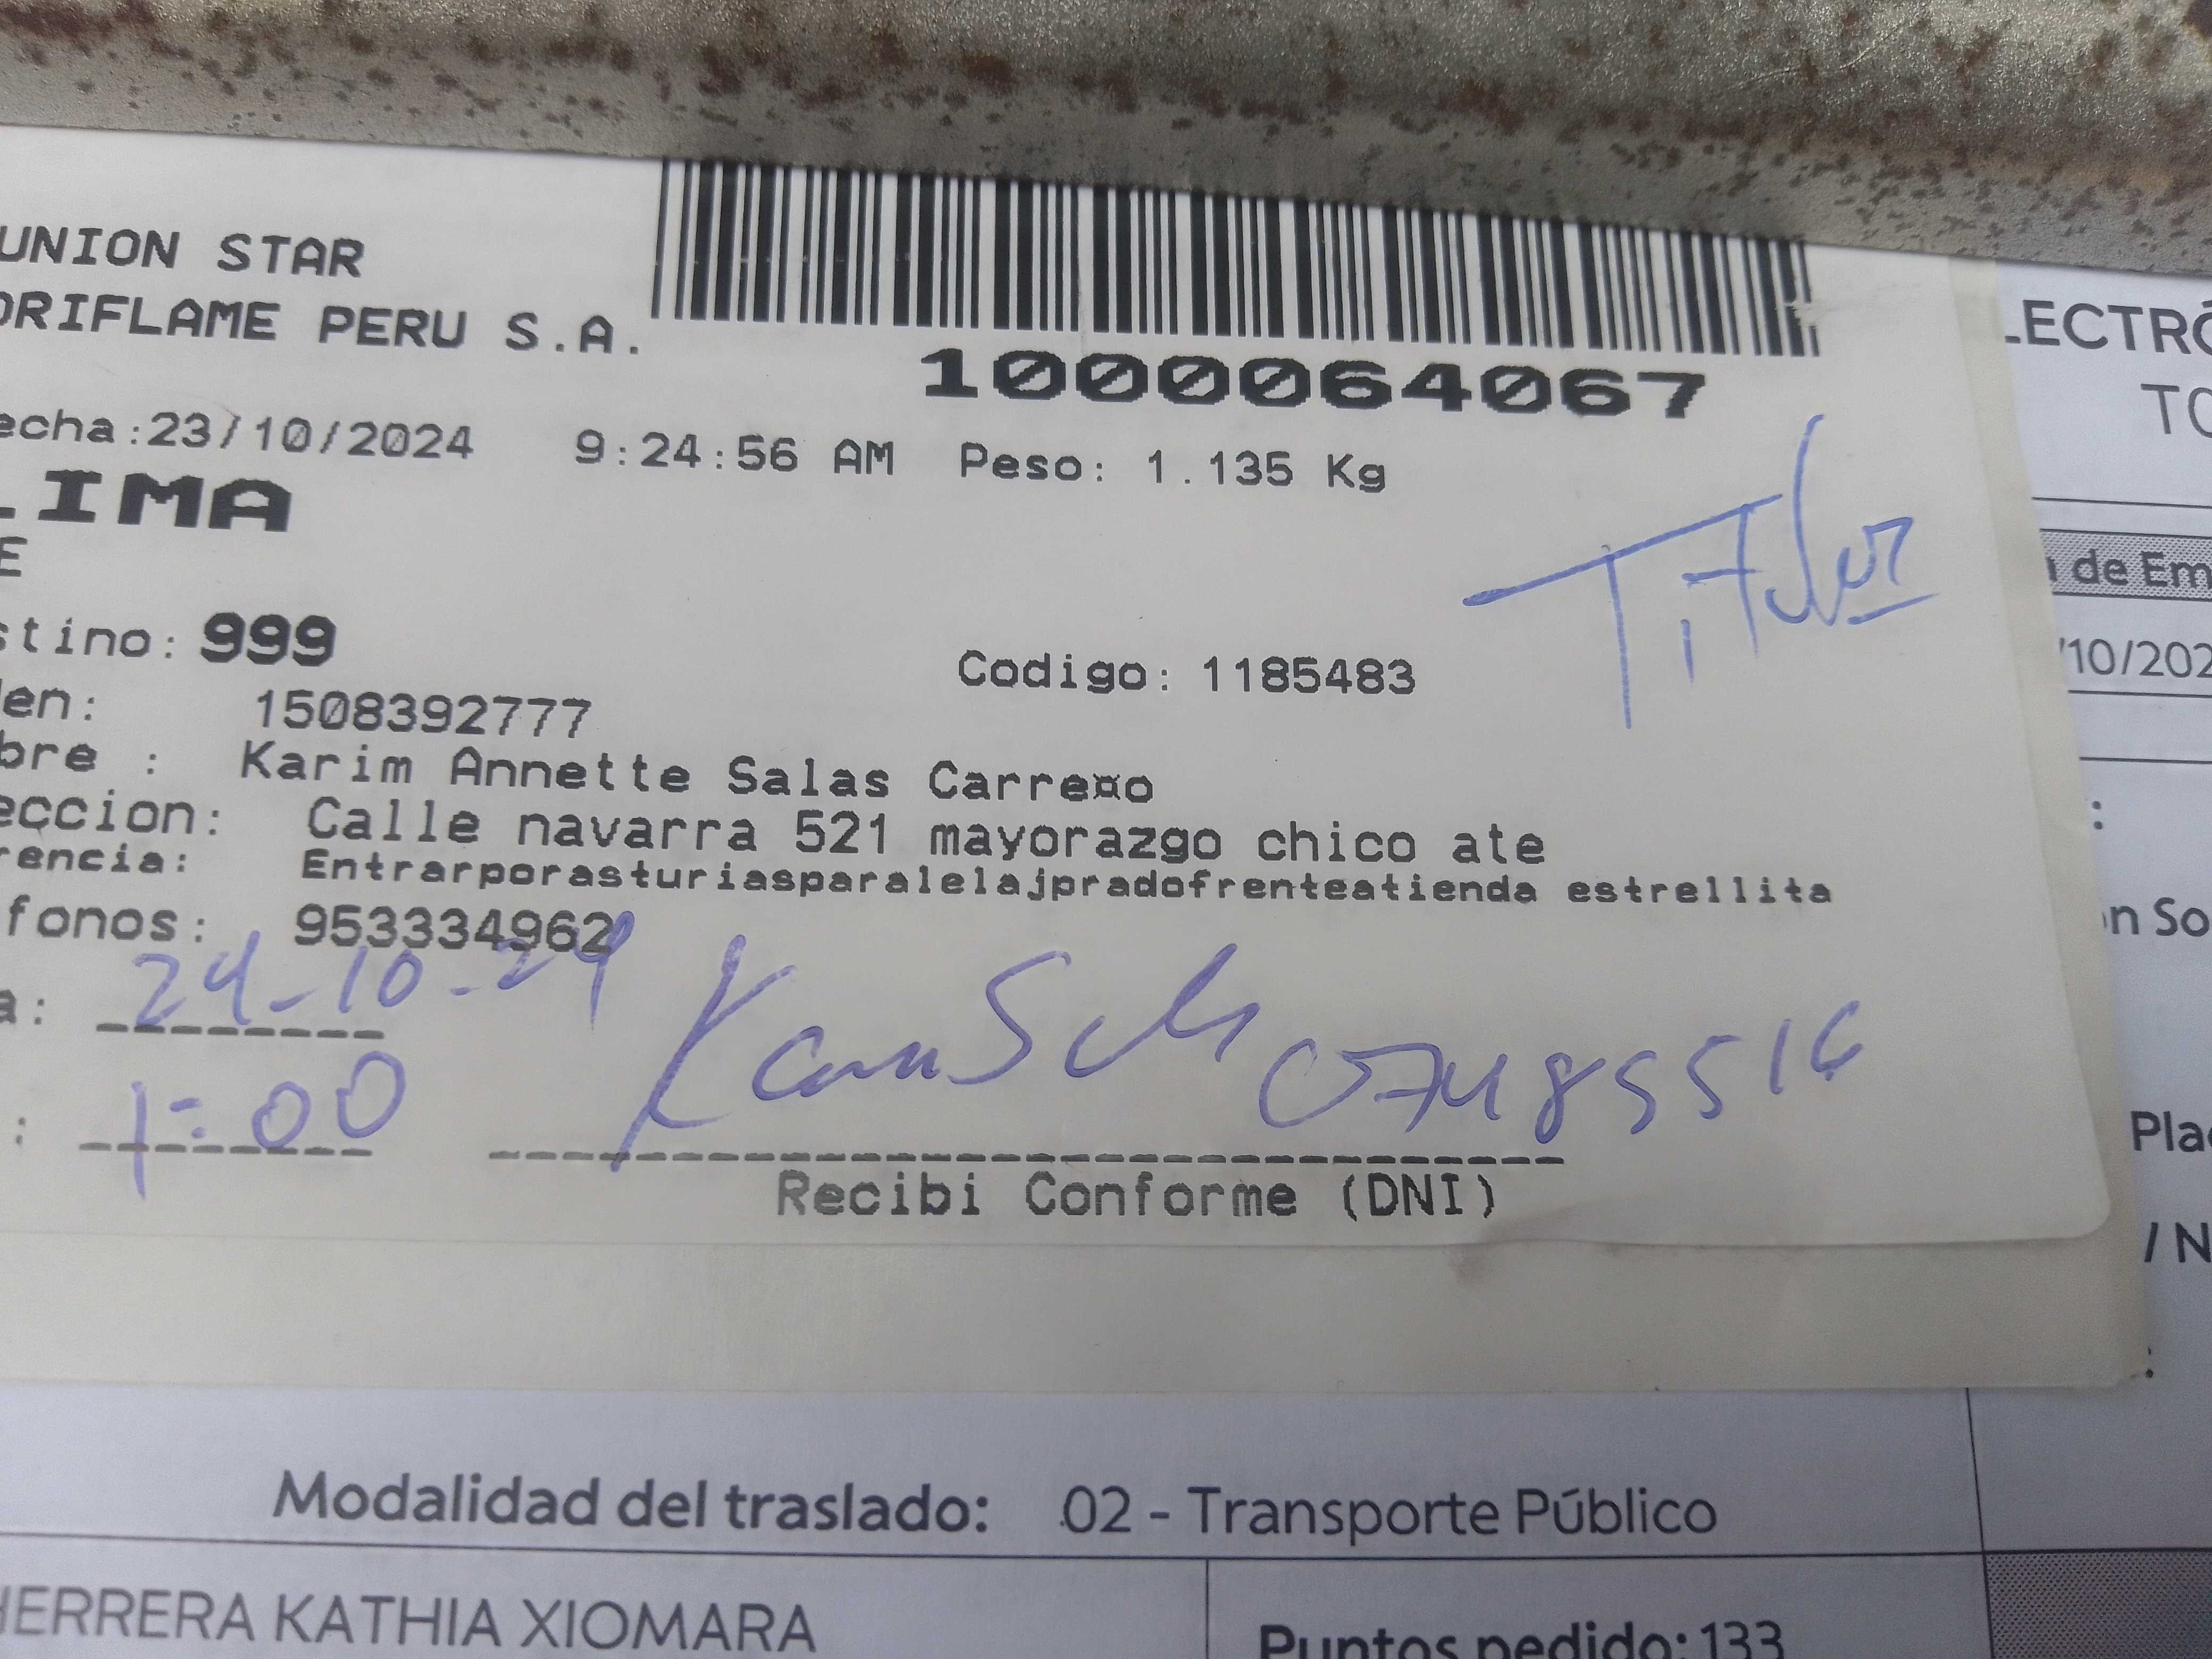 UNION STAR
ORIFLAME PERU S.A.
1000064067
echa:23/10/2024 9:24:56 AM Peso: 1.135 Kg
LIMA
E
stino: 999
Codigo: 1185483
en: 1508392777
bre : Karim Annette Salas Carre¤o
eccion: Calle navarra 521 mayorazgo chico ate
rencia: Entrarporasturiasparalelajpradofrenteatienda estrellita
fonos: 953334962
a: 24-10-24
: 1:00
Recibi Conforme (DNI)
Titular
LECTRÓ
TO
de Em
/10/202
:
n So
Pla
/ N
:
Modalidad del traslado: 02 - Transporte Público
HERRERA KATHIA XIOMARA
Puntos pedido: 133